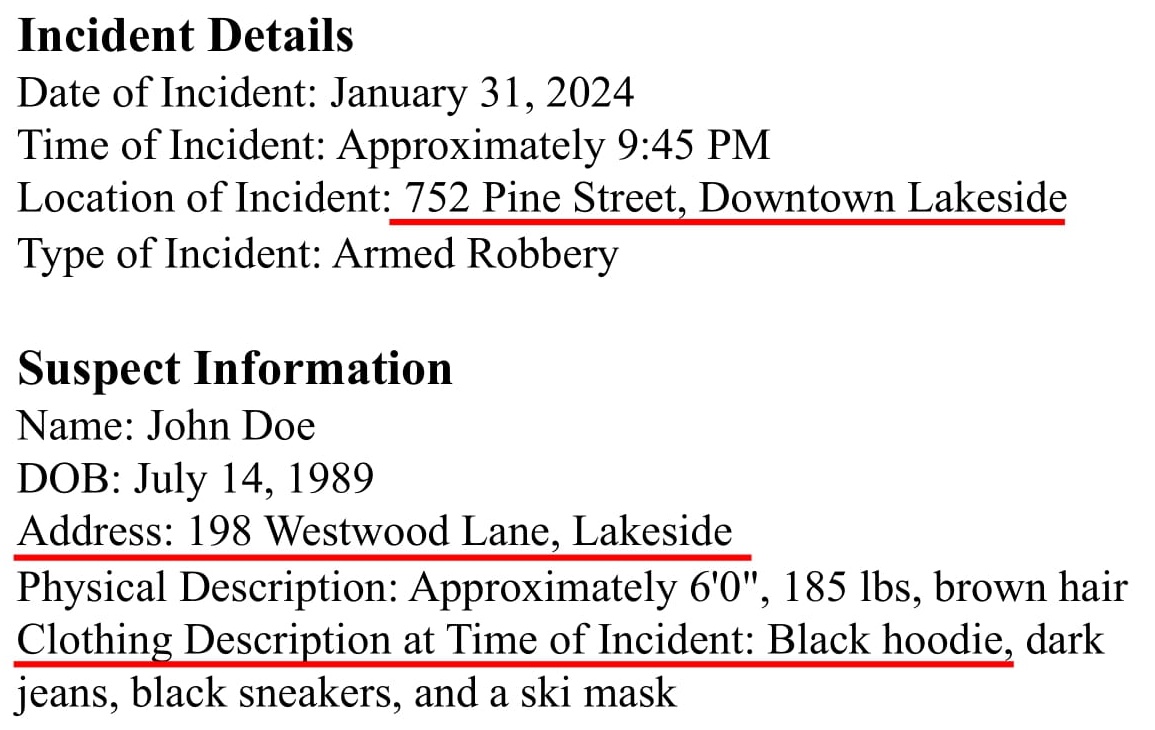 Incident Details
Date of Incident: January 31, 2024
Time of Incident: Approximately 9:45 PM
Location of Incident: 752 Pine Street, Downtown Lakeside
Type of Incident: Armed Robbery
Suspect Information
Name: John Doe
DOB: July 14, 1989
Address: 198 Westwood Lane, Lakeside
Physical Description: Approximately 6'0", 185 lbs, brown hair
Clothing Description at Time of Incident: Black hoodie, dark
jeans, black sneakers, and a ski mask